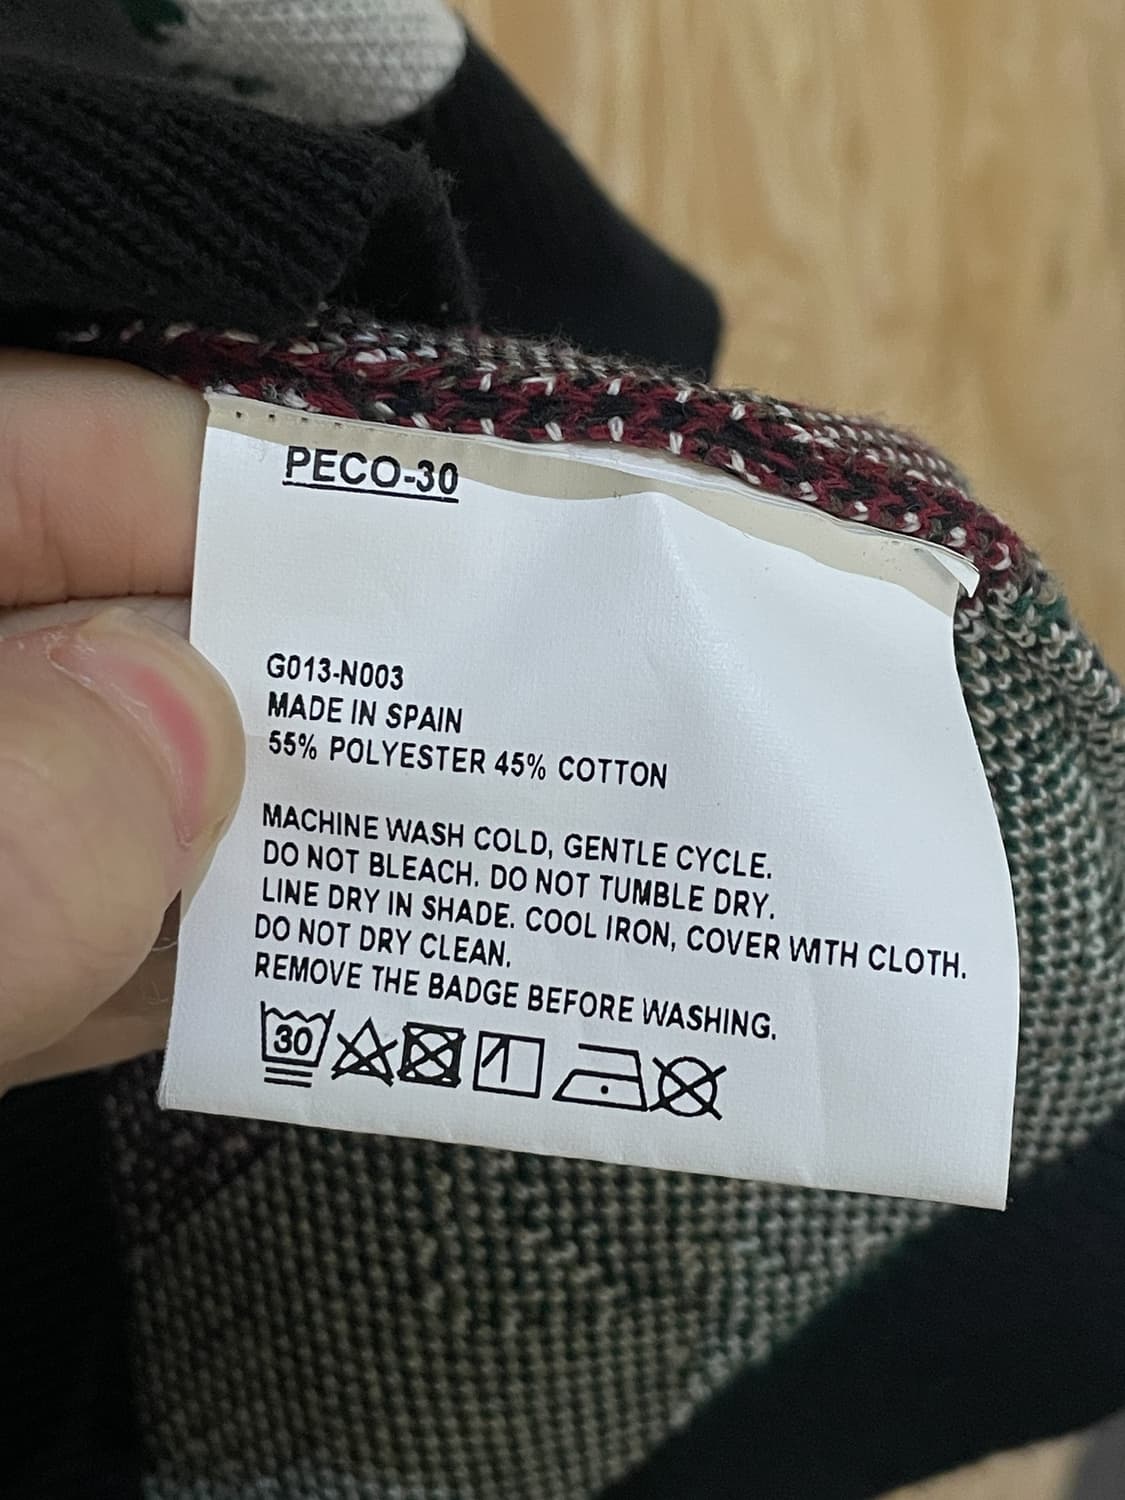 PECO-30
G013-N003
MADE IN SPAIN
55% POLYESTER 45% COTTON
MACHINE WASH COLD, GENTLE CYCLE.
DO NOT BLEACH. DO NOT TUMBLE DRY.
LINE DRY IN SHADE. COOL IRON, COVER WITH CLOTH.
DO NOT DRY CLEAN.
REMOVE THE BADGE BEFORE WASHING.
30